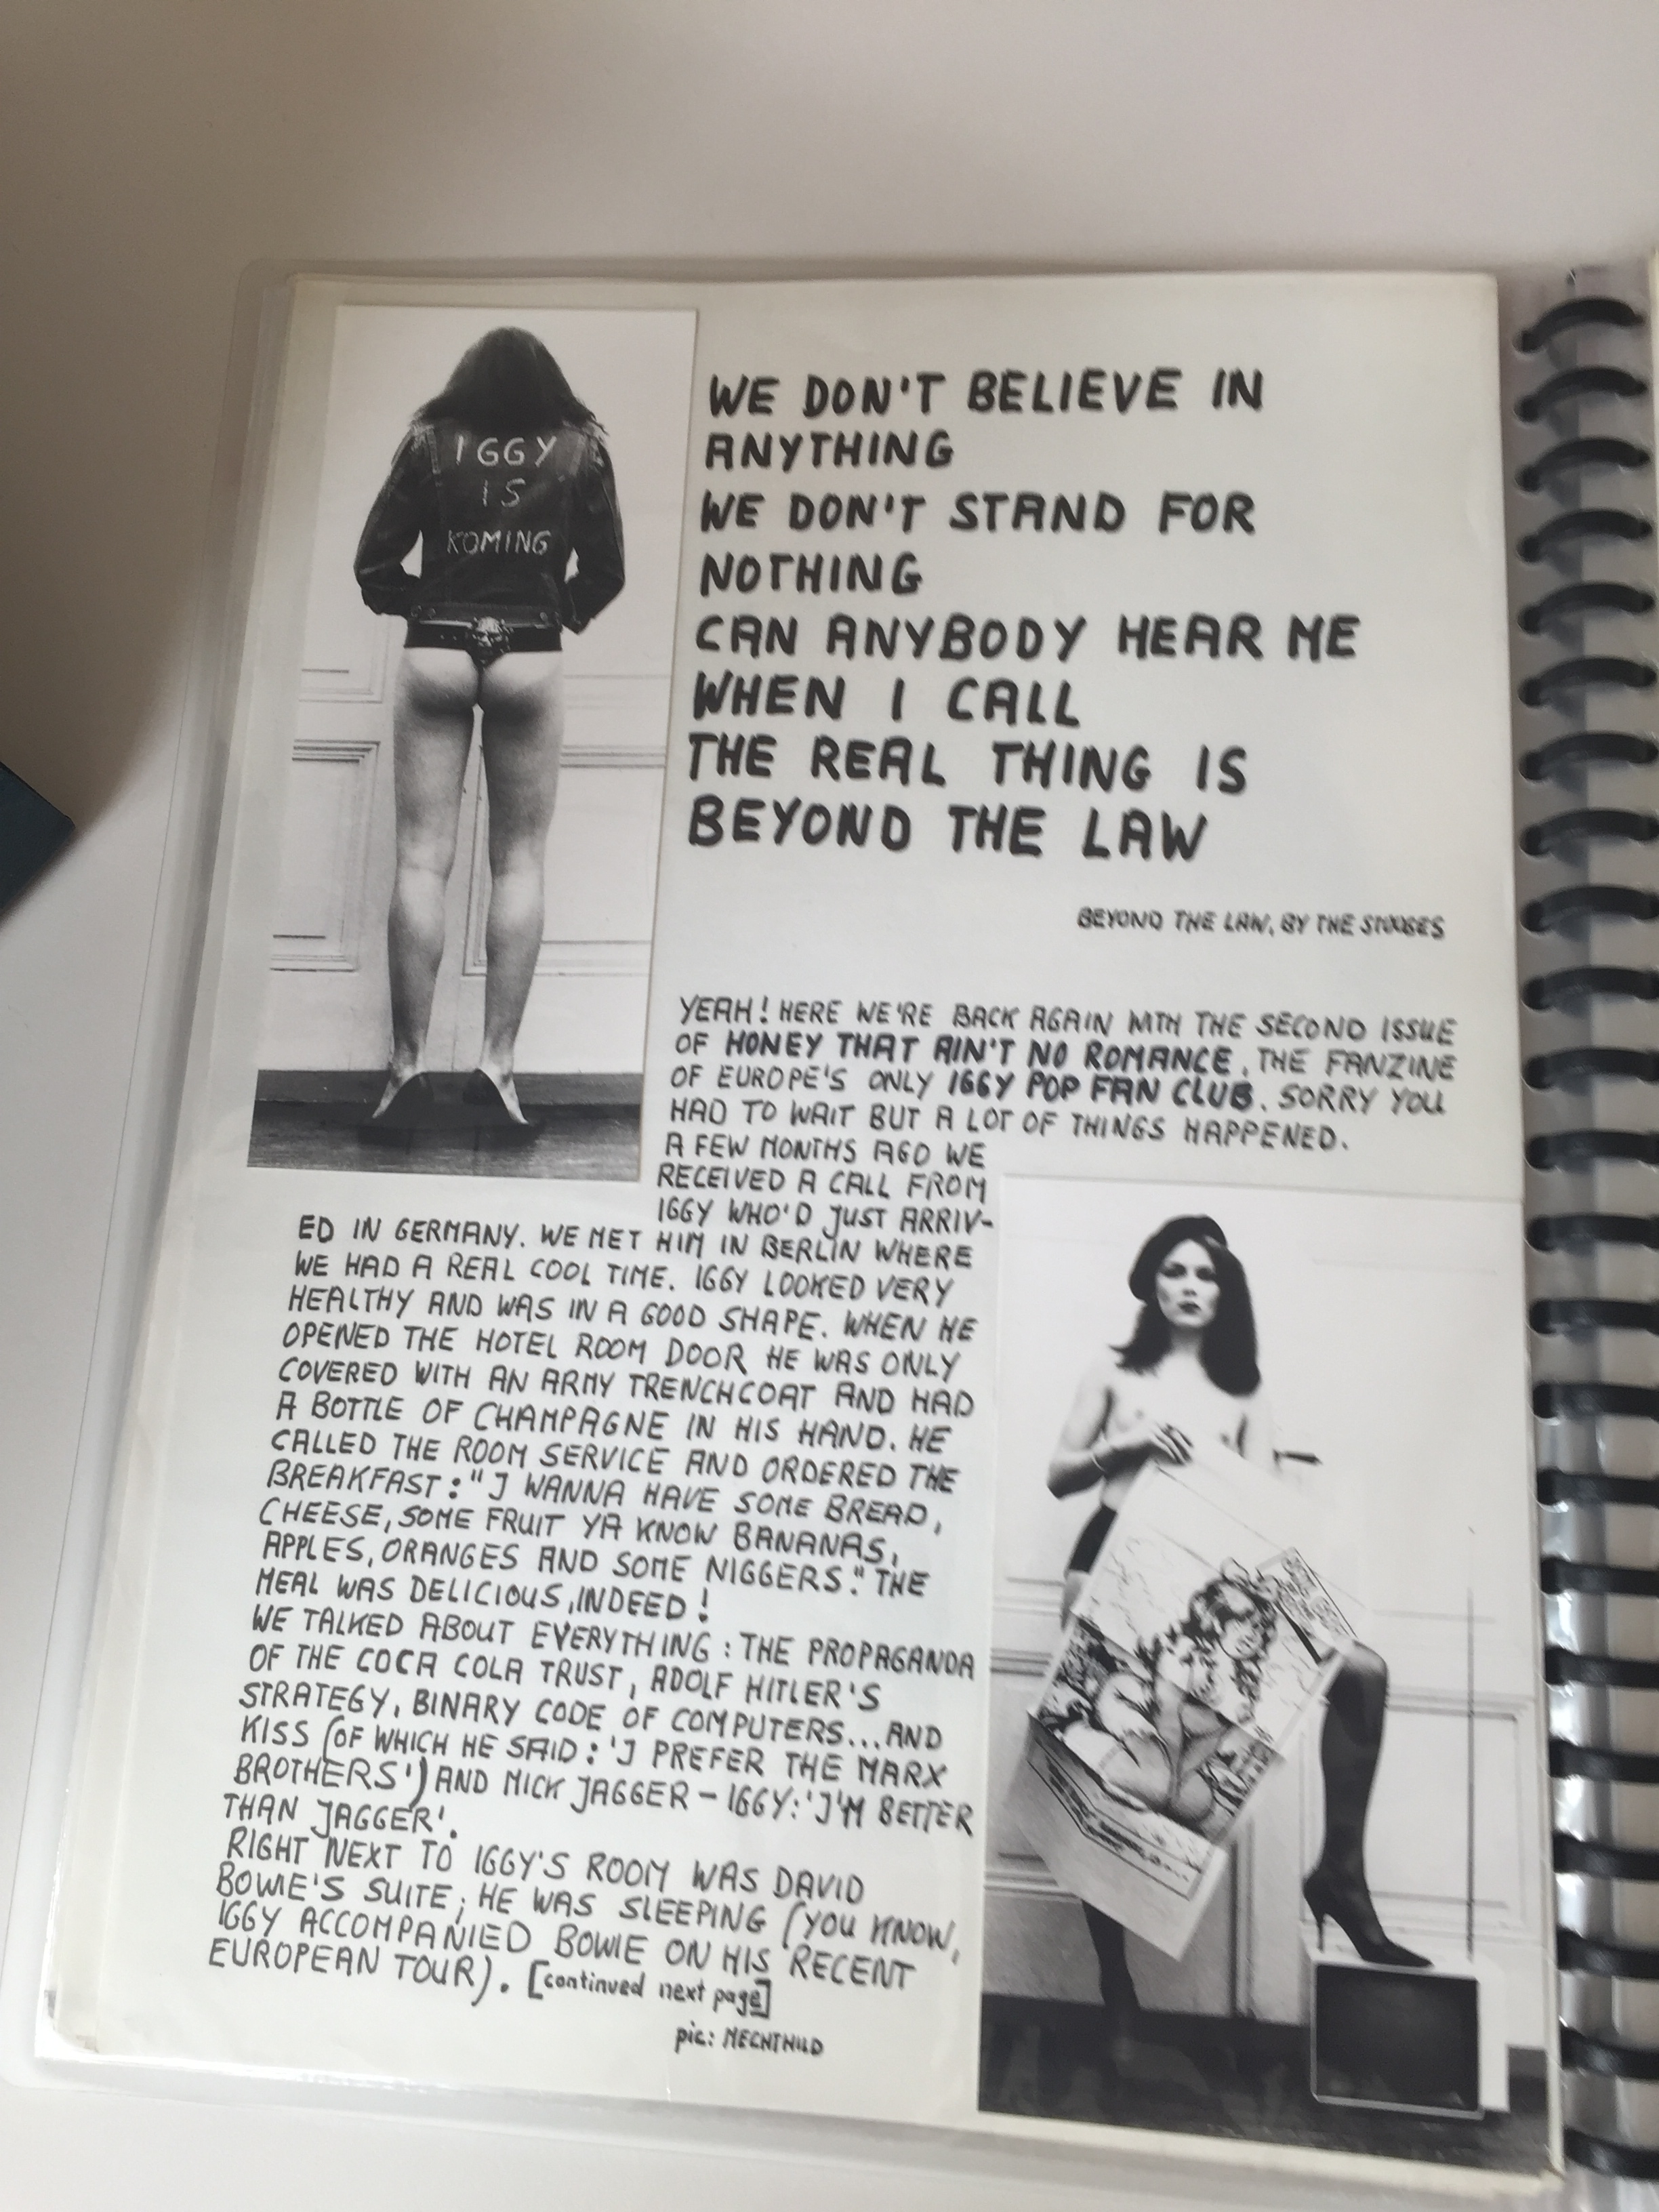 IGGY
IS
KOMING
WE DON'T BELIEVE IN
ANYTHING
WE DON'T STAND FOR
NOTHING
CAN ANYBODY HEAR ME
WHEN I CALL
THE REAL THING IS
BEYOND THE LAW
BEYOND THE LAW, BY THE STOOGES
YEAH! HERE WE'RE BACK AGAIN WITH THE SECOND ISSUE
OF HONEY THAT AIN'T NO ROMANCE, THE FANZINE
OF EUROPE'S ONLY IGGY POP FAN CLUB. SORRY YOU
HAD TO WAIT BUT A LOT OF THINGS HAPPENED.
A FEW MONTHS AGO WE
RECEIVED A CALL FROM
IGGY WHO'D JUST ARRIV-
ED IN GERMANY. WE MET HIM IN BERLIN WHERE
WE HAD A REAL COOL TIME. IGGY LOOKED VERY
HEALTHY AND WAS IN A GOOD SHAPE. WHEN HE
OPENED THE HOTEL ROOM DOOR HE WAS ONLY
COVERED WITH AN ARMY TRENCHCOAT AND HAD
A BOTTLE OF CHAMPAGNE IN HIS HAND. HE
CALLED THE ROOM SERVICE AND ORDERED THE
BREAKFAST: "J WANNA HAVE SOME BREAD,
CHEESE, SOME FRUIT YA KNOW BANANAS,
APPLES, ORANGES AND SOME NIGGERS." THE
MEAL WAS DELICIOUS, INDEED!
WE TALKED ABOUT EVERYTHING: THE PROPAGANDA
OF THE COCA COLA TRUST, ADOLF HITLER'S
STRATEGY, BINARY CODE OF COMPUTERS...AND
KISS (OF WHICH HE SAID: 'J PREFER THE MARX
BROTHERS') AND MICK JAGGER - IGGY: 'J'M BETTER
THAN JAGGER'.
RIGHT NEXT TO IGGY'S ROOM WAS DAVID
BOWIE'S SUITE; HE WAS SLEEPING (YOU KNOW,
IGGY ACCOMPANIED BOWIE ON HIS RECENT
EUROPEAN TOUR). [continued next page]
pic: MECHTHILD